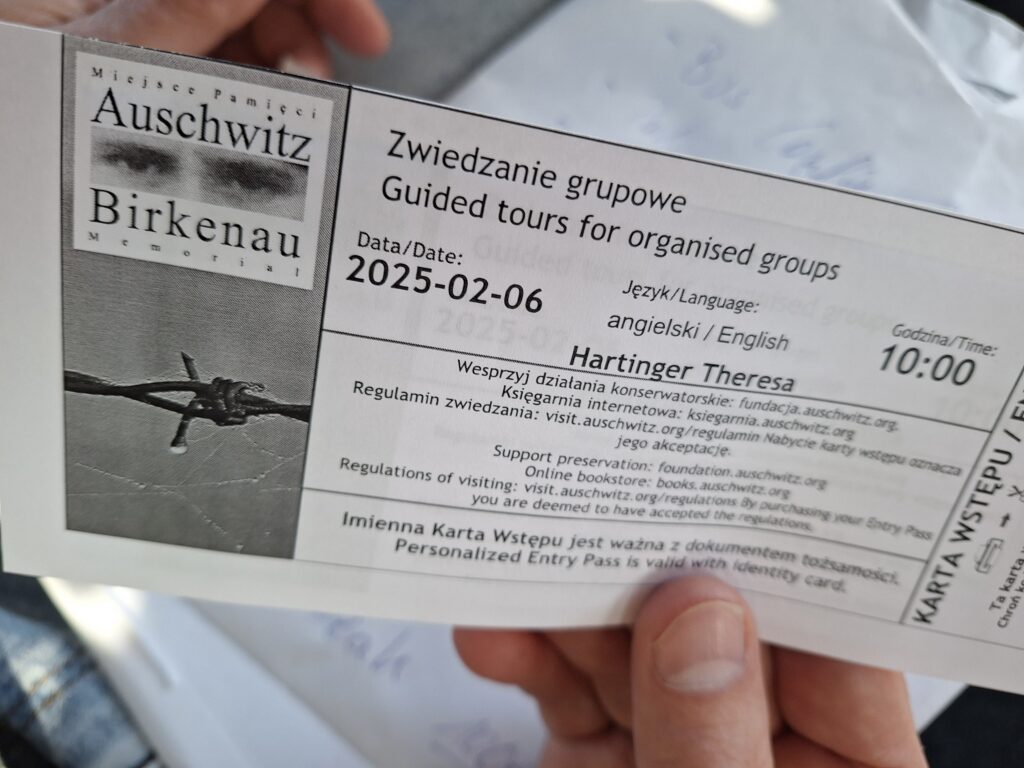 Miejsce Pamięci
Auschwitz
Birkenau
Memorial
Zwiedzanie grupowe
Guided tours for organised groups
Data/Date:
2025-02-06
Język/Language:
angielski / English
Godzina/Time:
10:00
Hartinger Theresa
Wesprzyj działania konserwatorskie: fundacja.auschwitz.org.
Księgarnia internetowa: ksiegarnia.auschwitz.org
Regulamin zwiedzania: visit.auschwitz.org/regulamin Nabycie karty wstępu oznacza
jego akceptację.
Support preservation: foundation.auschwitz.org
Online bookstore: books.auschwitz.org
Regulations of visiting: visit.auschwitz.org/regulations By purchasing your Entry Pass
you are deemed to have accepted the regulations.
Imienna Karta Wstępu jest ważna z dokumentem tożsamości.
Personalized Entry Pass is valid with identity card.
KARTA WSTĘPU /
Ta karta
Chroń